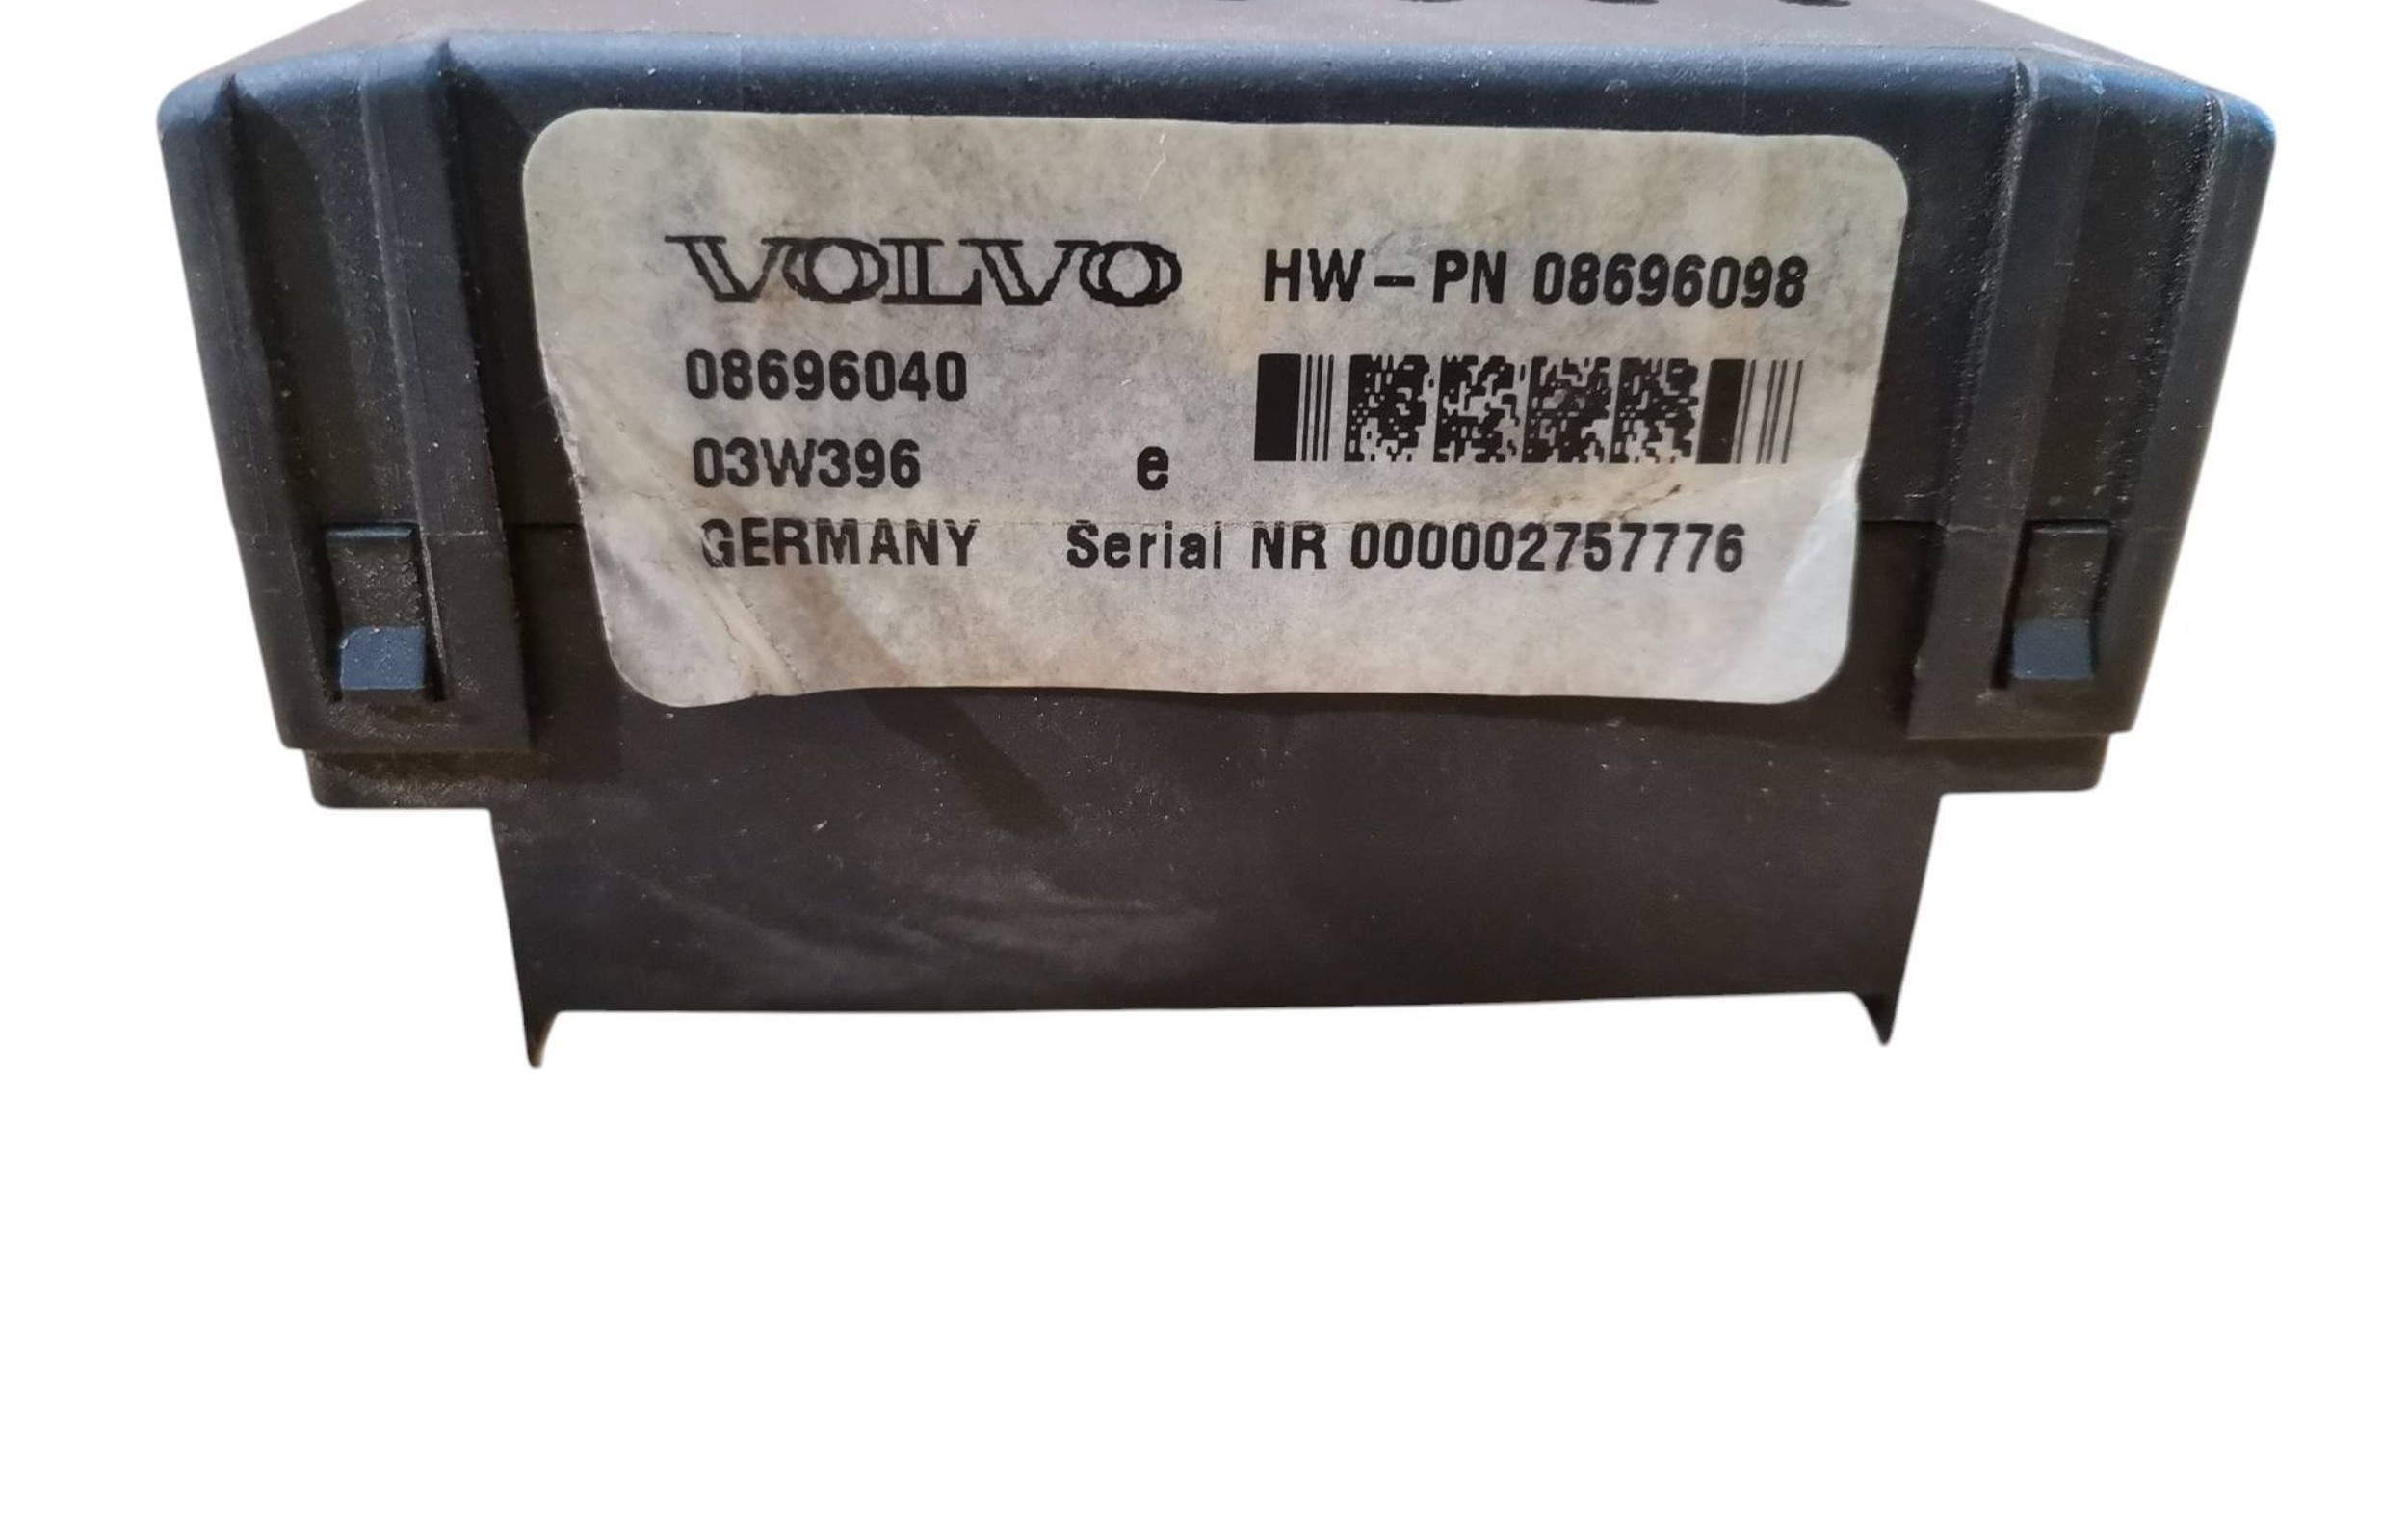 VOLVO HW-PN 08696098
08696040
03W396 e
GERMANY Serial NR 000002757776